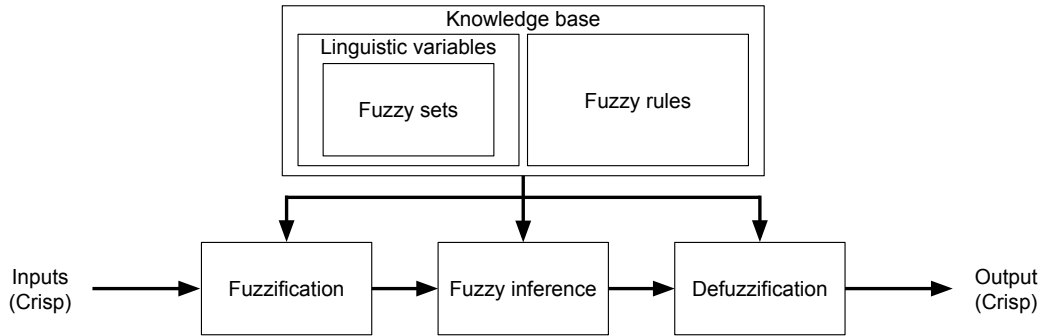 Knowledge base
Linguistic variables
Fuzzy sets
Fuzzy rules
Inputs
(Crisp)
Fuzzification
Fuzzy inference
Defuzzification
Output
(Crisp)